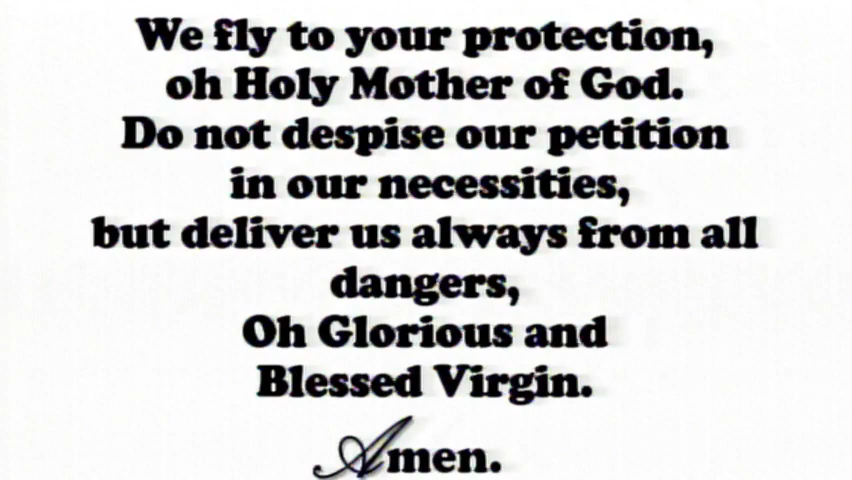 We fly to your protection,
oh Holy Mother of God.
Do not despise our petition
in our necessities,
but deliver us always from all
dangers,
Oh Glorious and
Blessed Virgin.
Amen.